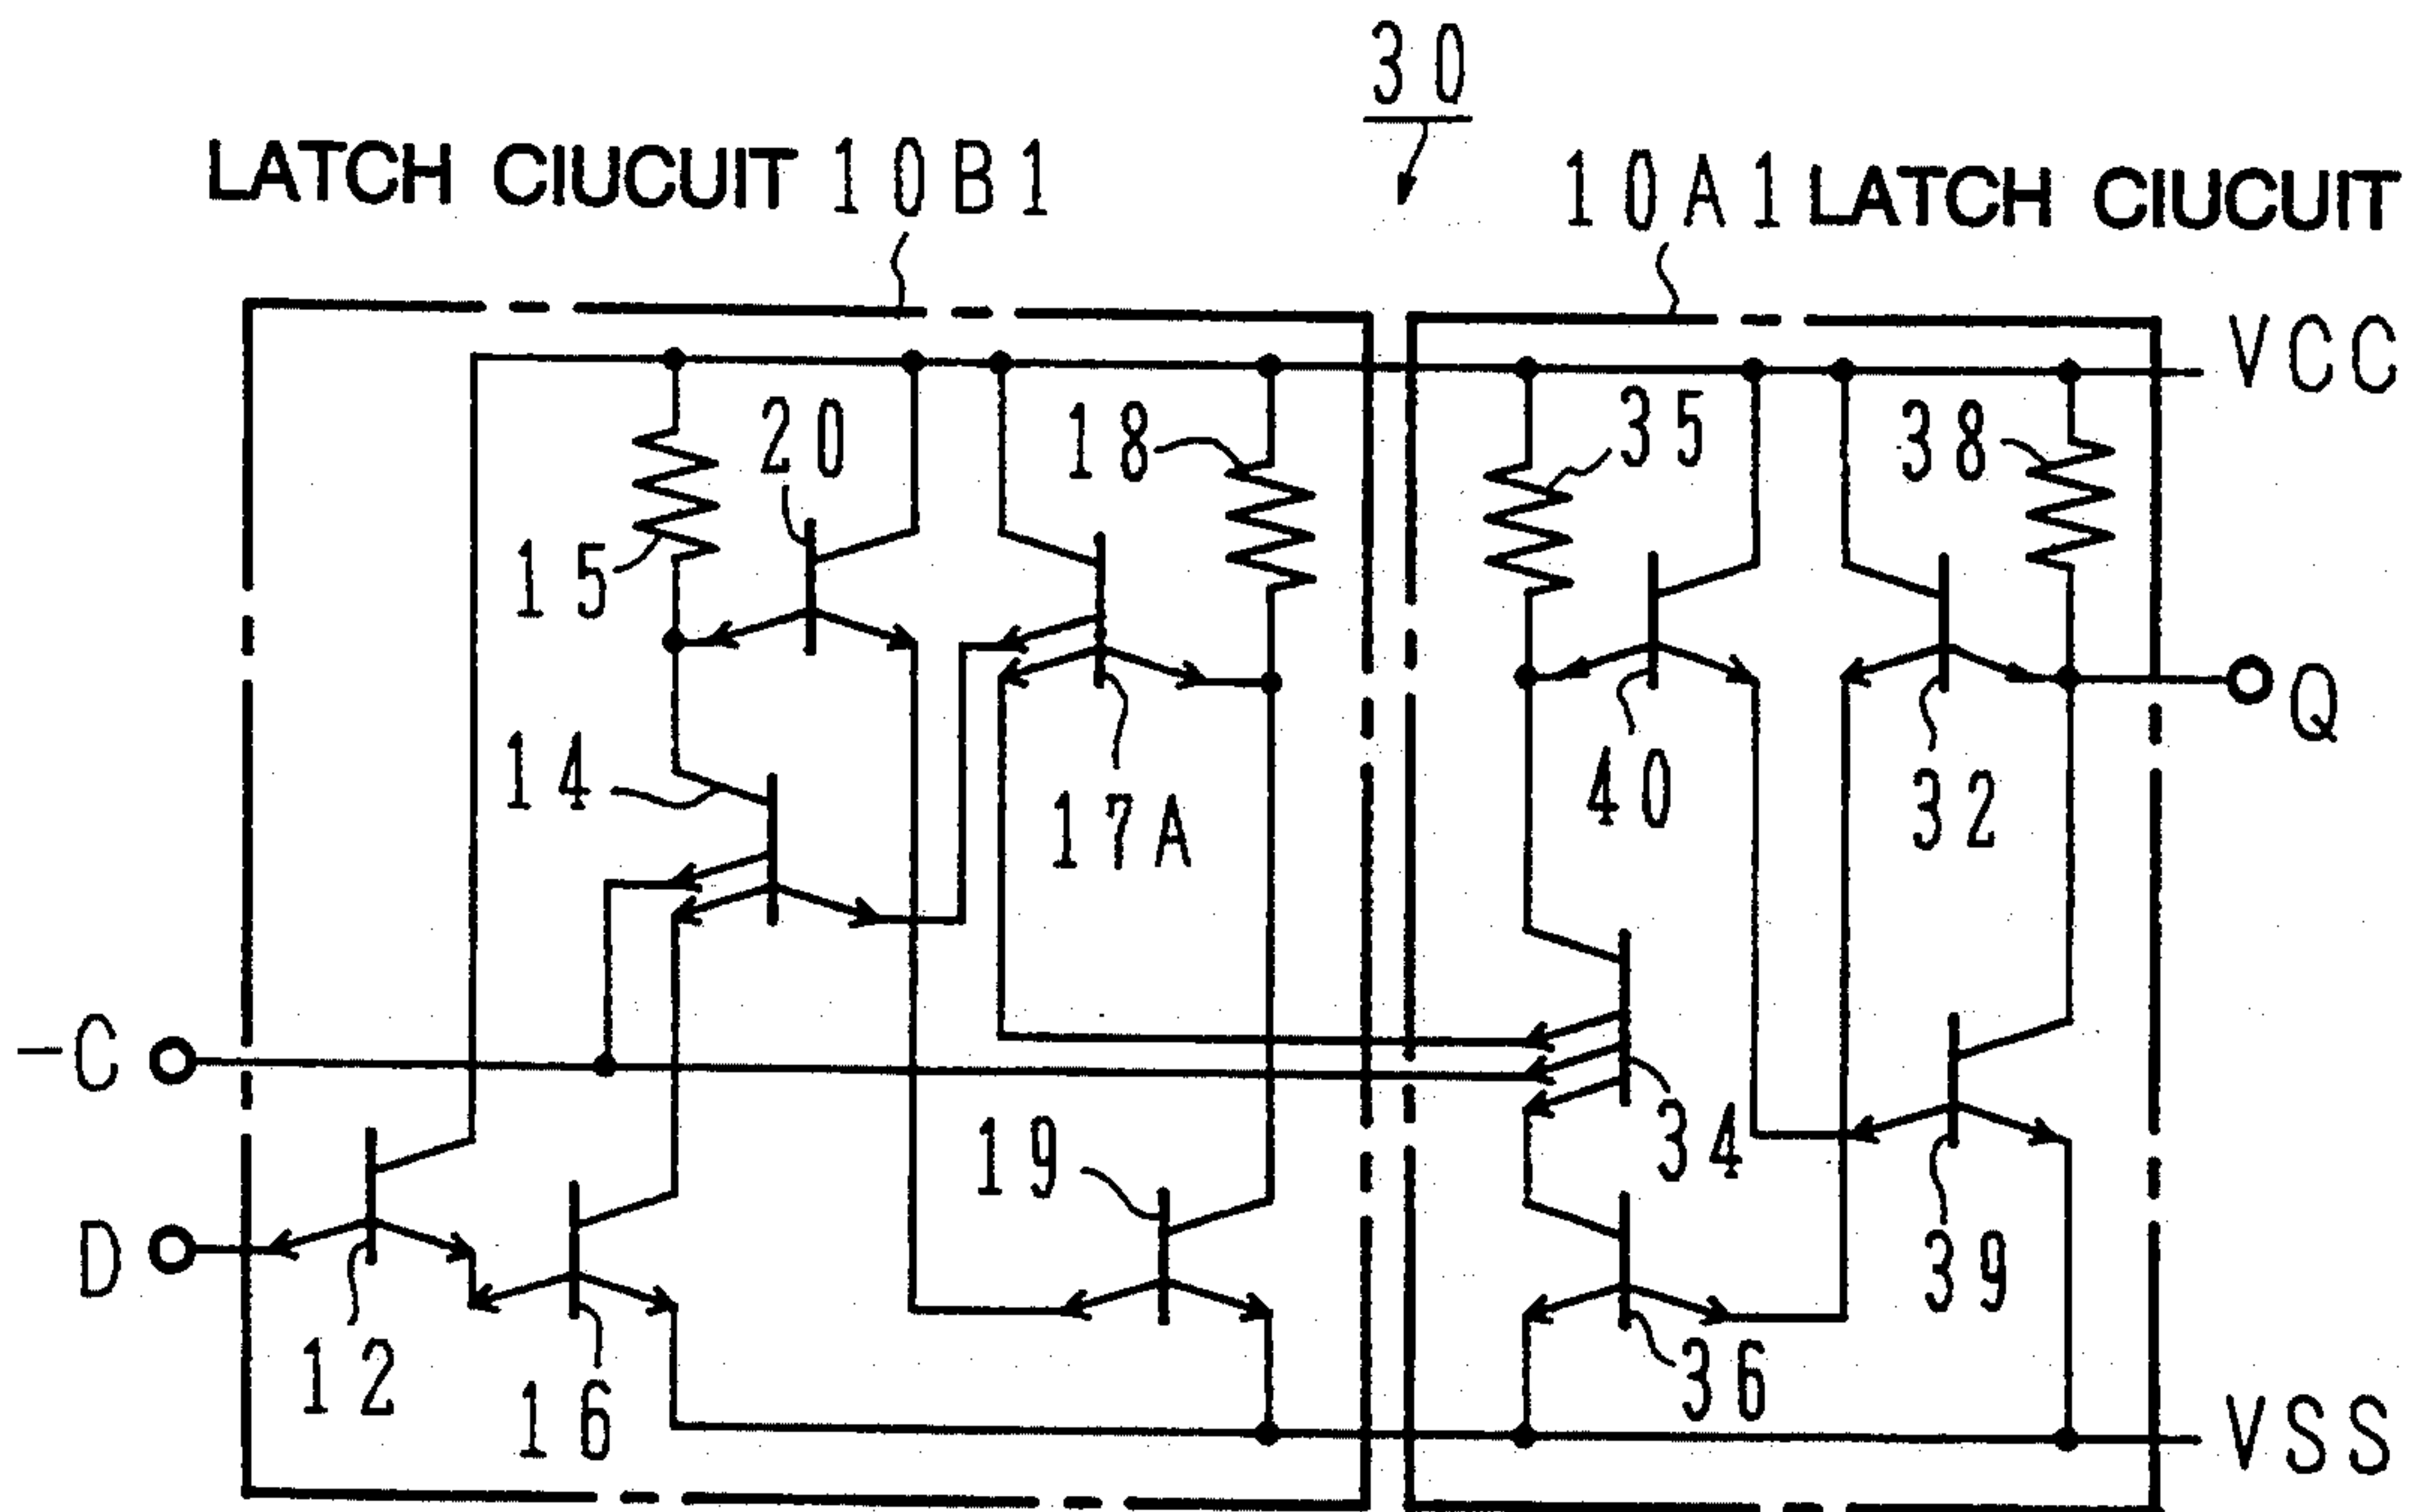 30
LATCH CIUCUIT 10B1
10A1 LATCH CIUCUIT
VCC
20
18
35
38
15
14
17A
40
32
Q
-C
34
19
D
39
12
16
36
VSS